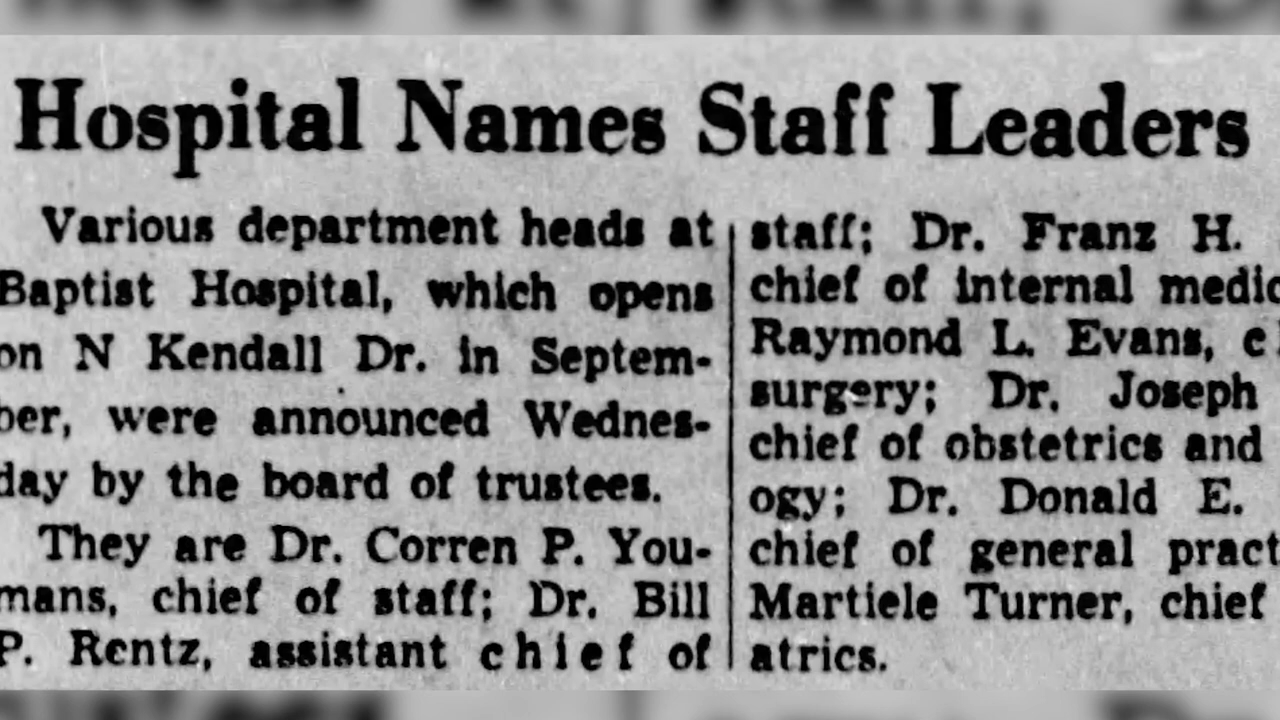 Hospital Names Staff Leaders
Various department heads at
Baptist Hospital, which opens
on N Kendall Dr. in Septem-
ber, were announced Wednes-
day by the board of trustees.
They are Dr. Corren P. You-
mans, chief of staff; Dr. Bill
P. Rentz, assistant chief of
staff; Dr. Franz H.
chief of internal medic
Raymond L. Evans, c
surgery; Dr. Joseph
chief of obstetrics and
ogy; Dr. Donald E.
chief of general pract
Martiele Turner, chief
atrics.